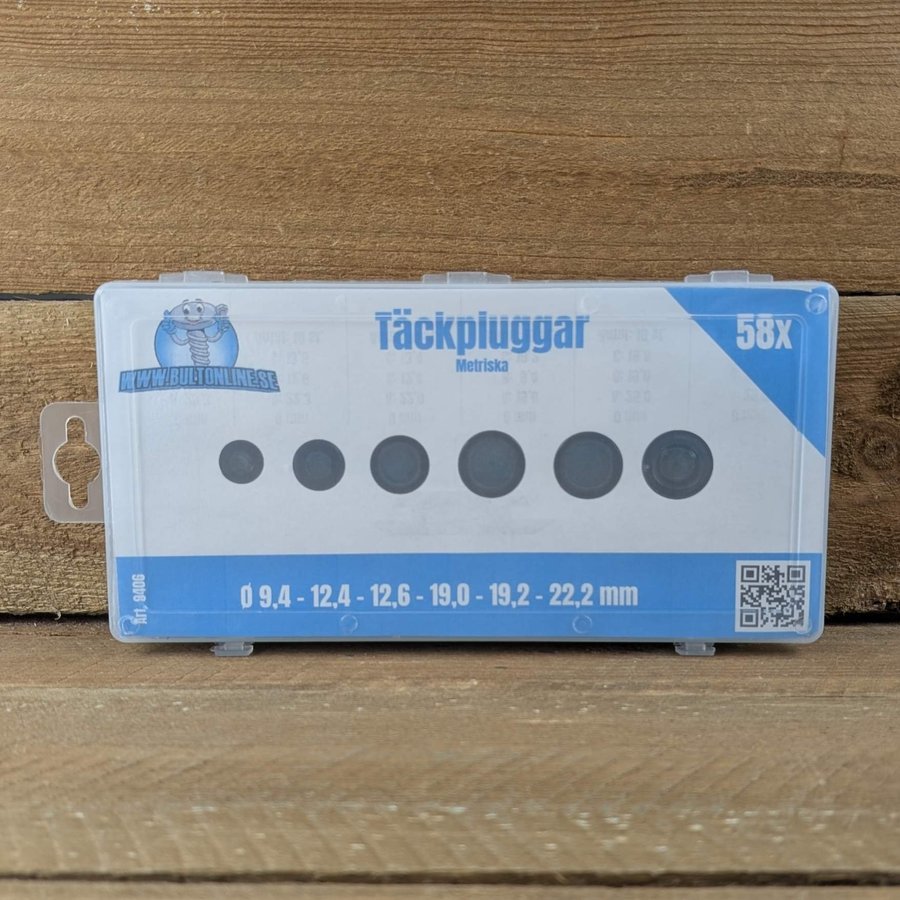 Täckpluggar
Metriska
58x
WWW.BULTONLINE.SE
Ø 9,4 - 12,4 - 12,6 - 19,0 - 19,2 - 22,2 mm
Art. 9406